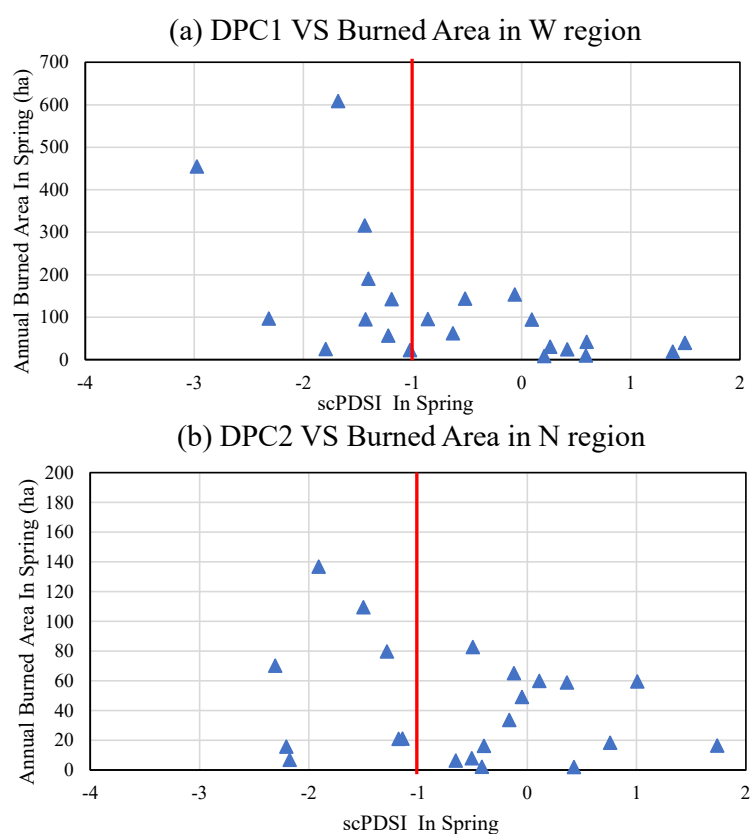 (a) DPC1 VS Burned Area in W region
Annual Burned Area In Spring (ha)
700
600
500
400
300
200
100
0
-4 -3 -2 -1 0 1 2
scPDSI In Spring
(b) DPC2 VS Burned Area in N region
Annual Burned Area In Spring (ha)
200
180
160
140
120
100
80
60
40
20
0
-4 -3 -2 -1 0 1 2
scPDSI In Spring